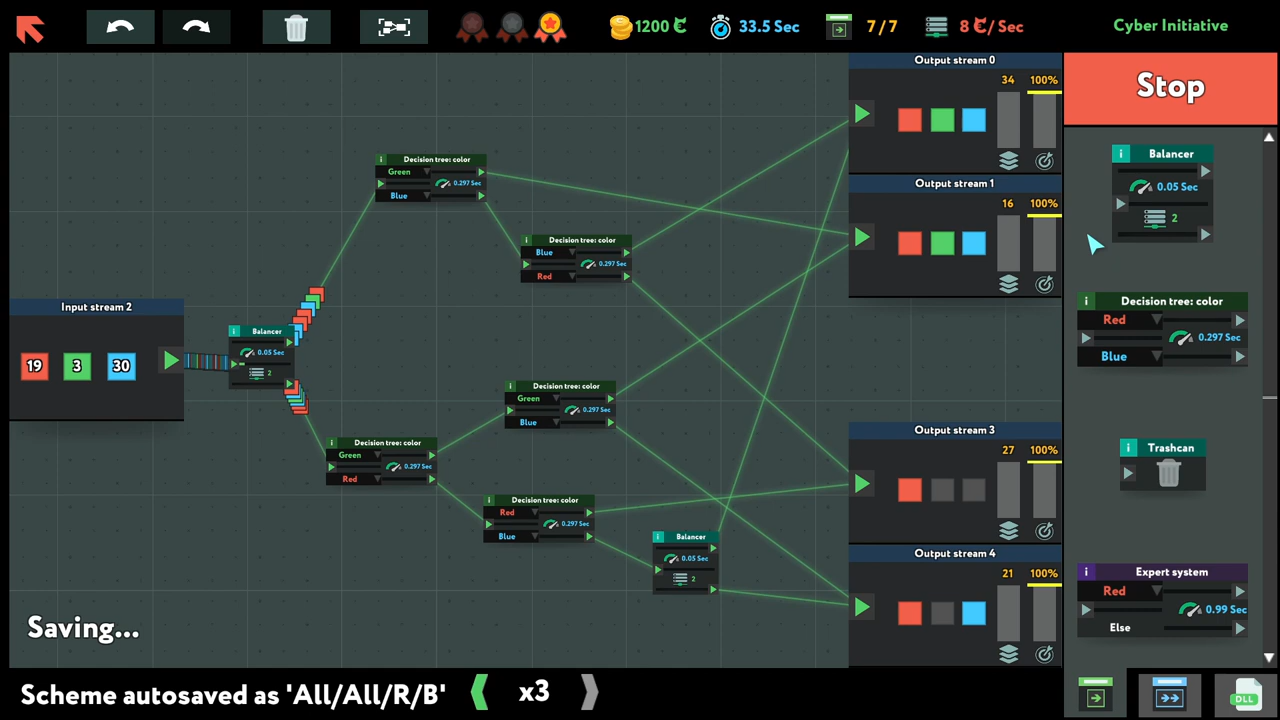 1200
33.5 Sec
7/7
8 €/Sec
Cyber Initiative
Stop
Output stream 0
34
100%
Output stream 1
16
100%
Output stream 3
27
100%
Output stream 4
21
100%
Input stream 2
19
3
30
Balancer
0.05 Sec
2
Decision tree: color
Green
0.297 Sec
Blue
Decision tree: color
Blue
0.297 Sec
Red
Decision tree: color
Green
0.297 Sec
Blue
Decision tree: color
Green
0.297 Sec
Red
Decision tree: color
Red
0.297 Sec
Blue
Balancer
0.05 Sec
2
Balancer
0.05 Sec
2
Decision tree: color
Red
0.297 Sec
Blue
Trashcan
Expert system
Red
0.99 Sec
Else
DLL
Saving...
Scheme autosaved as 'All/All/R/B'
x3